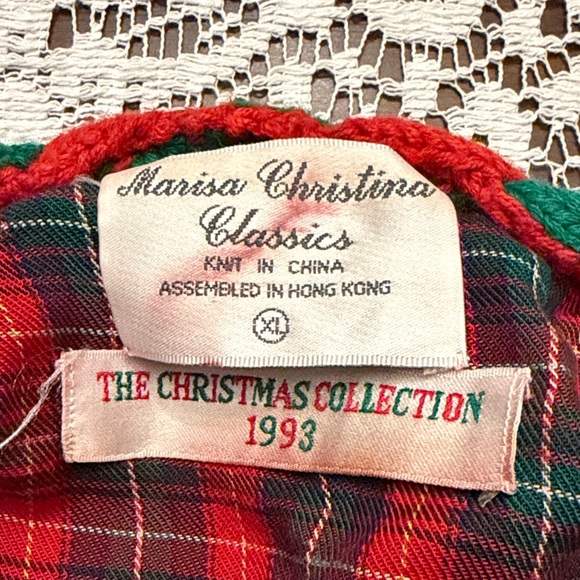 Marisa Christina
Classics
KNIT IN CHINA
ASSEMBLED IN HONG KONG
XL
THE CHRISTMAS COLLECTION
1993